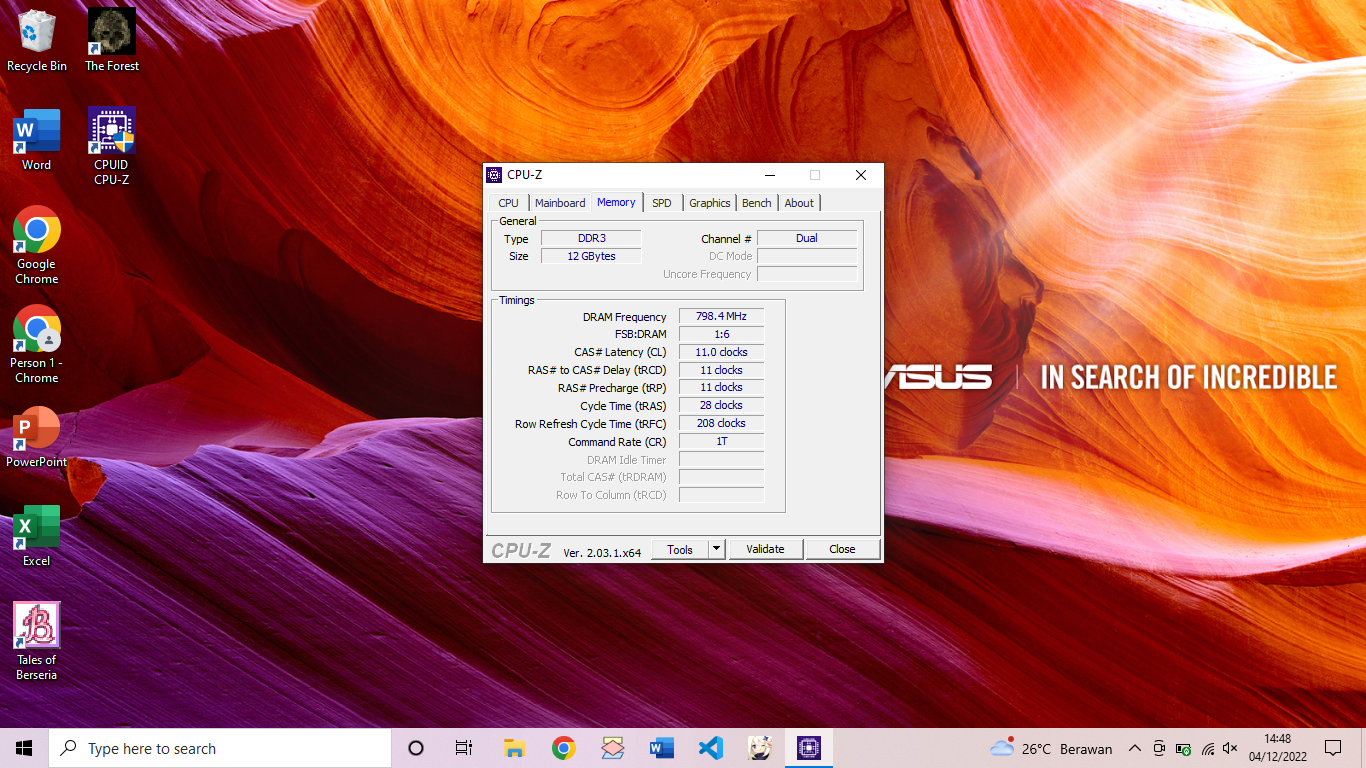 Recycle Bin
The Forest
Word
CPUID
CPU-Z
Google
Chrome
Person 1 -
Chrome
PowerPoint
Excel
Tales of
Berseria
CPU-Z
CPU Mainboard Memory SPD Graphics Bench About
General
Type DDR3 Channel # Dual
Size 12 GBytes DC Mode
Uncore Frequency
Timings
DRAM Frequency 798.4 MHz
FSB:DRAM 1:6
CAS# Latency (CL) 11.0 clocks
RAS# to CAS# Delay (tRCD) 11 clocks
RAS# Precharge (tRP) 11 clocks
Cycle Time (tRAS) 28 clocks
Row Refresh Cycle Time (tRFC) 208 clocks
Command Rate (CR) 1T
DRAM Idle Timer
Total CAS# (tRDRAM)
Row To Column (tRCD)
CPU-Z Ver. 2.03.1.x64 Tools Validate Close
ASUS IN SEARCH OF INCREDIBLE
Type here to search
26°C Berawan
14:48
04/12/2022